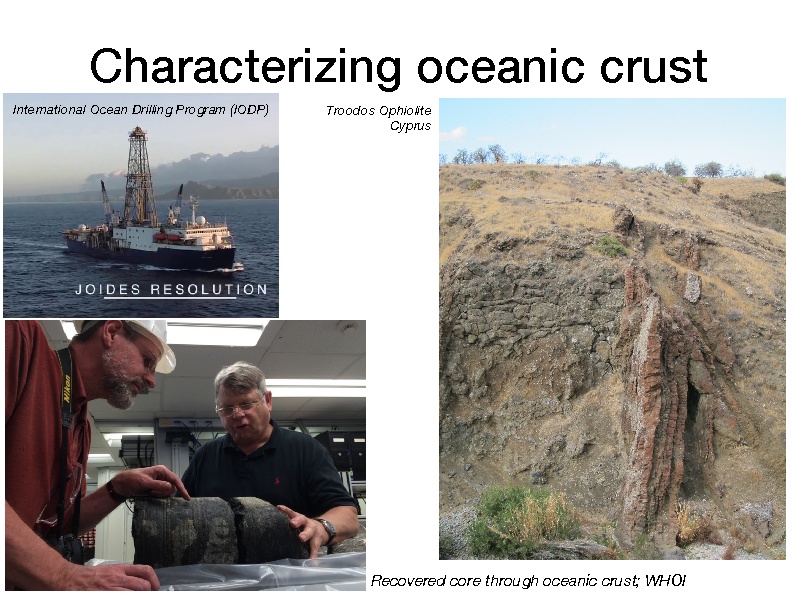 Characterizing oceanic crust
International Ocean Drilling Program (IODP)
Troodos Ophiolite
Cyprus
JOIDES RESOLUTION
Nikon
Recovered core through oceanic crust; WHOI